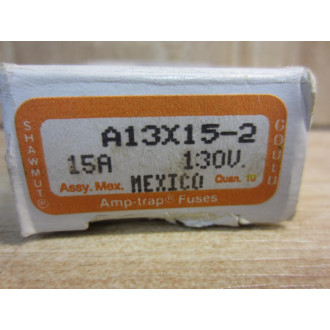 SHAWMUT®
A13X15-2
15A 130V.
Assy. Mex. MEXICO Quan. 10
Amp-trap® Fuses
GOULD